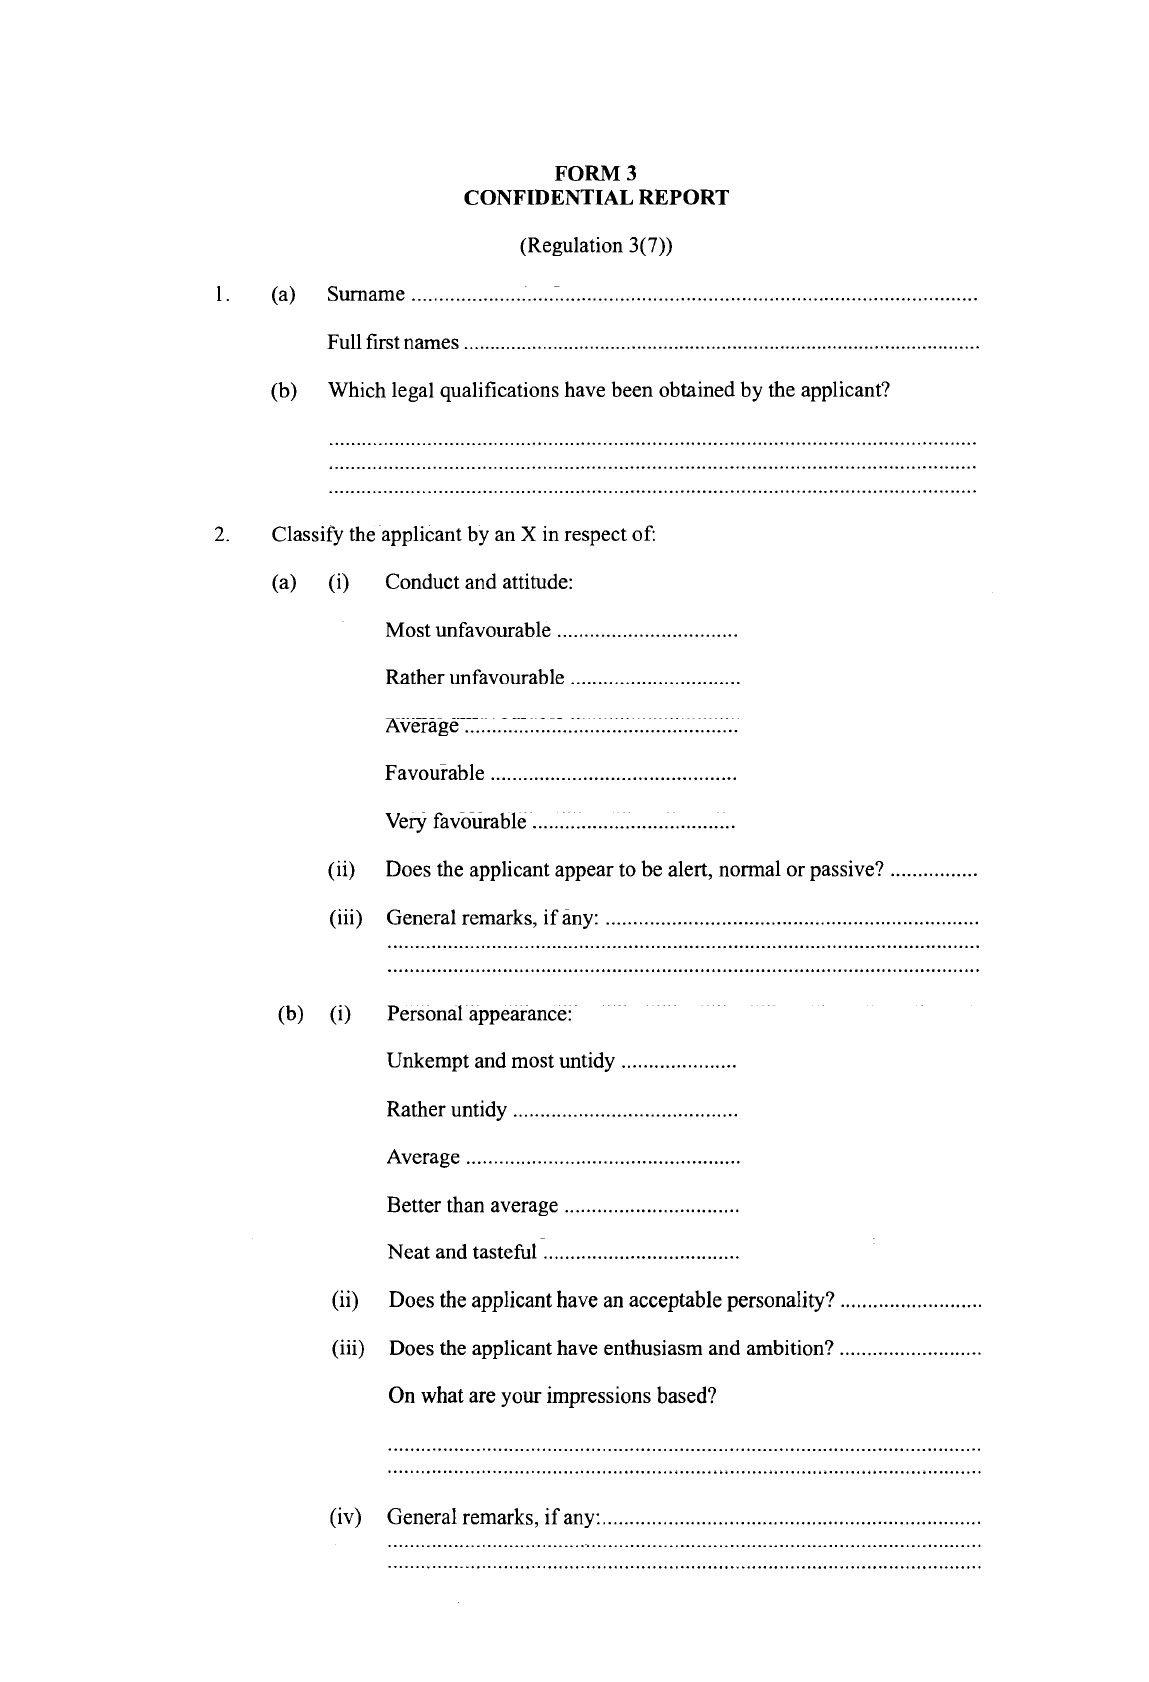 FORM 3
CONFIDENTIAL REPORT
(Regulation 3(7))
1. (a) Surname ........................................................................................................
Full first names ..............................................................................................
(b) Which legal qualifications have been obtained by the applicant?
......................................................................................................................
......................................................................................................................
......................................................................................................................
2. Classify the applicant by an X in respect of:
(a) (i) Conduct and attitude:
Most unfavourable .................................
Rather unfavourable ...............................
Average ..................................................
Favourable .............................................
Very favourable .....................................
(ii) Does the applicant appear to be alert, normal or passive? ................
(iii) General remarks, if any: ....................................................................
............................................................................................................
............................................................................................................
(b) (i) Personal appearance:
Unkempt and most untidy .....................
Rather untidy .........................................
Average ..................................................
Better than average ................................
Neat and tasteful ....................................
(ii) Does the applicant have an acceptable personality? ..........................
(iii) Does the applicant have enthusiasm and ambition? ..........................
On what are your impressions based?
............................................................................................................
............................................................................................................
(iv) General remarks, if any:.....................................................................
............................................................................................................
............................................................................................................